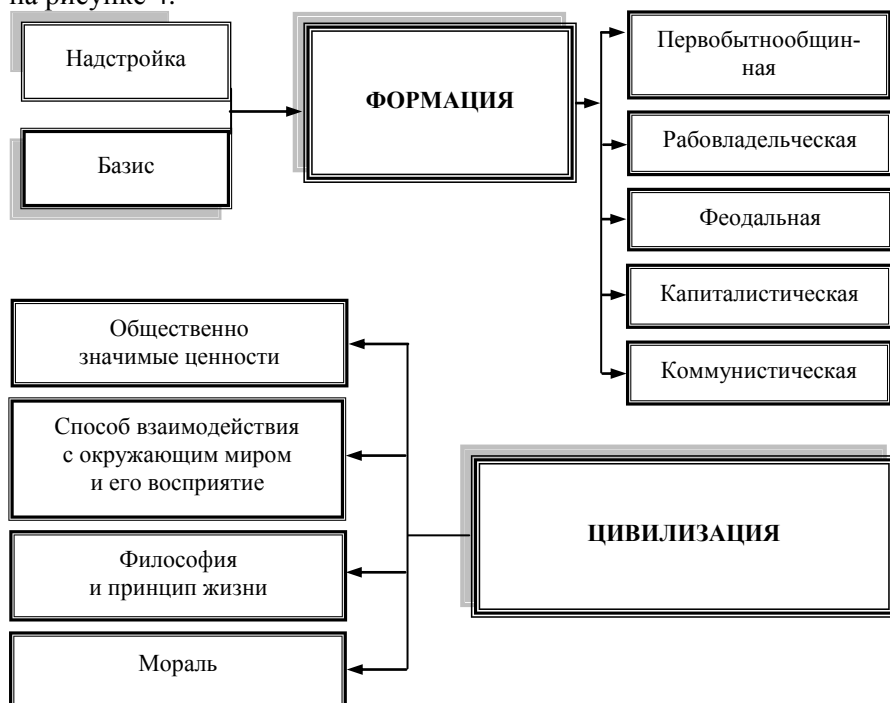 на рисунке 4.
Надстройка
Базис
ФОРМАЦИЯ
Первобытнообщин-
ная
Рабовладельческая
Феодальная
Капиталистическая
Коммунистическая
Общественно
значимые ценности
Способ взаимодействия
с окружающим миром
и его восприятие
Философия
и принцип жизни
Мораль
ЦИВИЛИЗАЦИЯ